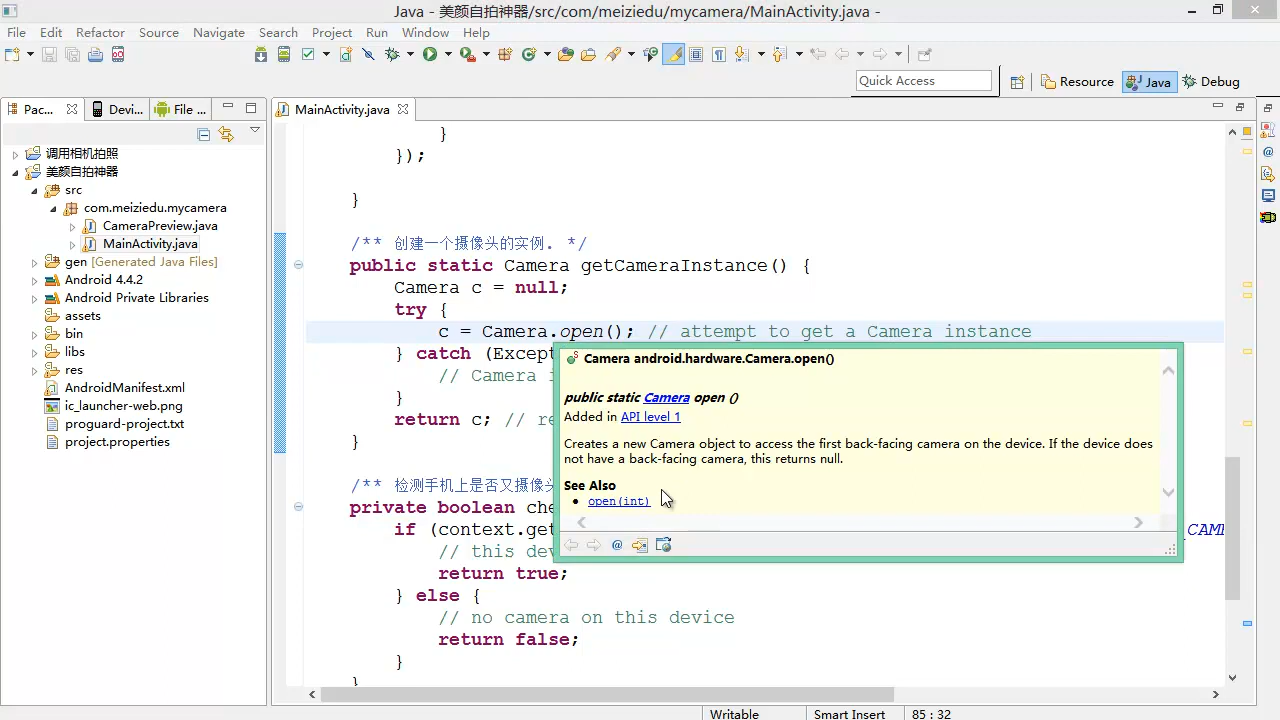 Java - 美颜自拍神器/src/com/meiziedu/mycamera/MainActivity.java -
File Edit Refactor Source Navigate Search Project Run Window Help
Quick Access
Resource Java Debug
Pac... Devi... File ...
MainActivity.java
调用相机拍照
美颜自拍神器
src
com.meiziedu.mycamera
CameraPreview.java
MainActivity.java
gen [Generated Java Files]
Android 4.4.2
Android Private Libraries
assets
bin
libs
res
AndroidManifest.xml
ic_launcher-web.png
proguard-project.txt
project.properties
}
});
}
/** 创建一个摄像头的实例. */
public static Camera getCameraInstance() {
Camera c = null;
try {
c = Camera.open(); // attempt to get a Camera instance
} catch (Except
// Camera i
}
return c; // re
}
/** 检测手机上是否又摄像头
private boolean che
if (context.get _CAME
// this dev
return true;
} else {
// no camera on this device
return false;
}
}
Camera android.hardware.Camera.open()
public static Camera open ()
Added in API level 1
Creates a new Camera object to access the first back-facing camera on the device. If the device does
not have a back-facing camera, this returns null.
See Also
• open(int)
Writable Smart Insert 85 : 32